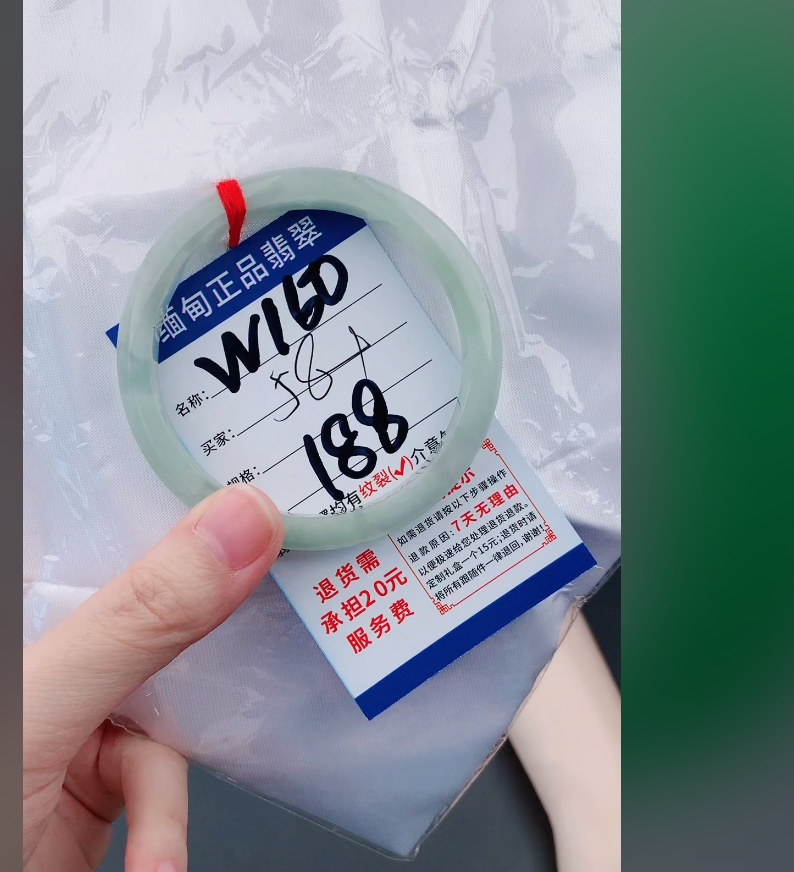 缅甸正品翡翠
名称: W160
买家: 58
规格:
188
均有纹裂(✓)介意
示
如需退货请按以下步骤操作
退款原因:7天无理由
以便极速给您处理退货退款。
定制礼盒一个15元;退货时请
将所有跟随件一律退回,谢谢!
退货需
承担20元
服务费